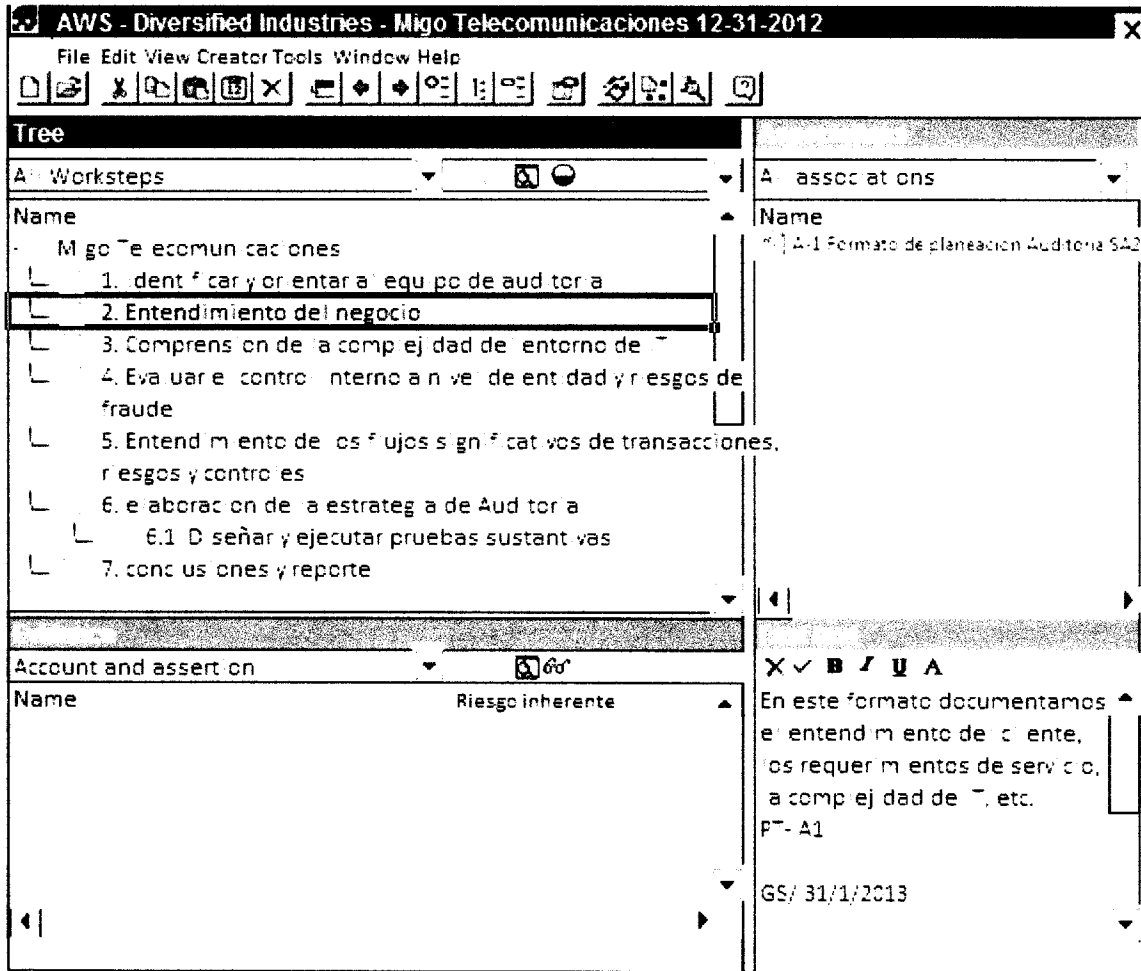 AWS - Diversified Industries - Migo Telecomunicaciones 12-31-2012
File Edit View Creator Tools Window Help
Tree
All Worksteps
Name
Migo Telecomunicaciones
1. Identificar y orientar al equipo de auditoria
2. Entendimiento del negocio
3. Comprension de la complejidad del entorno de IT
4. Evaluar el control interno a nivel de entidad y riesgos de
fraude
5. Entendimiento de los flujos significativos de transacciones,
riesgos y controles
6. elaboracion de la estrategia de Auditoria
6.1 Diseñar y ejecutar pruebas sustantivas
7. conclusiones y reporte
All associations
Name
A-1 Formato de planeacion Auditoria SA2
Account and assertion
Name Riesgo inherente
B I U A
En este formato documentamos
el entendimiento del cliente,
los requerimientos de servicio,
la complejidad de IT, etc.
PT- A1
GS/ 31/1/2013